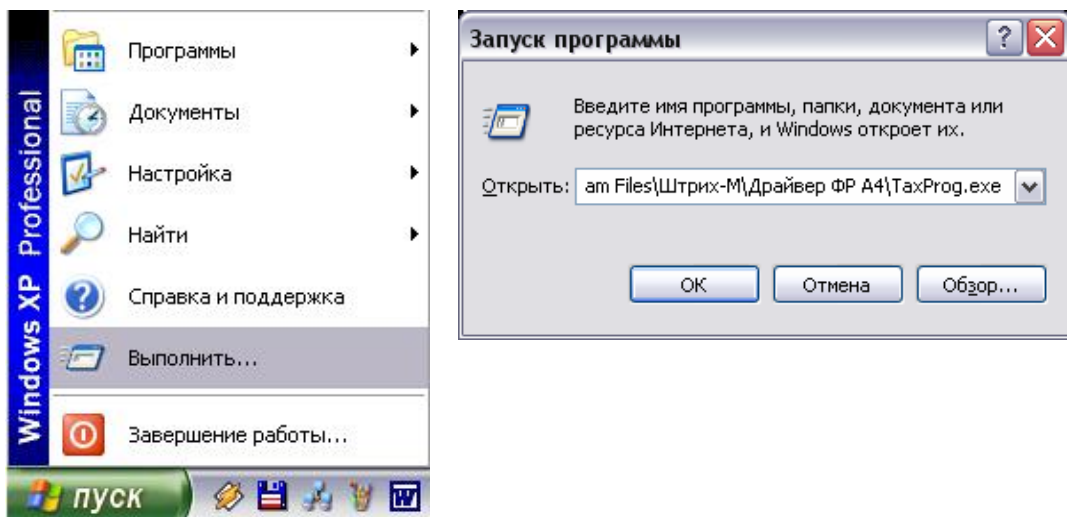 Windows XP Professional
Программы
Документы
Настройка
Найти
Справка и поддержка
Выполнить...
Завершение работы...
пуск
W
Запуск программы
?
Введите имя программы, папки, документа или
ресурса Интернета, и Windows откроет их.
Открыть: am Files\Штрих-М\Драйвер ФР А4\TaxProg.exe
ОК Отмена Обзор...